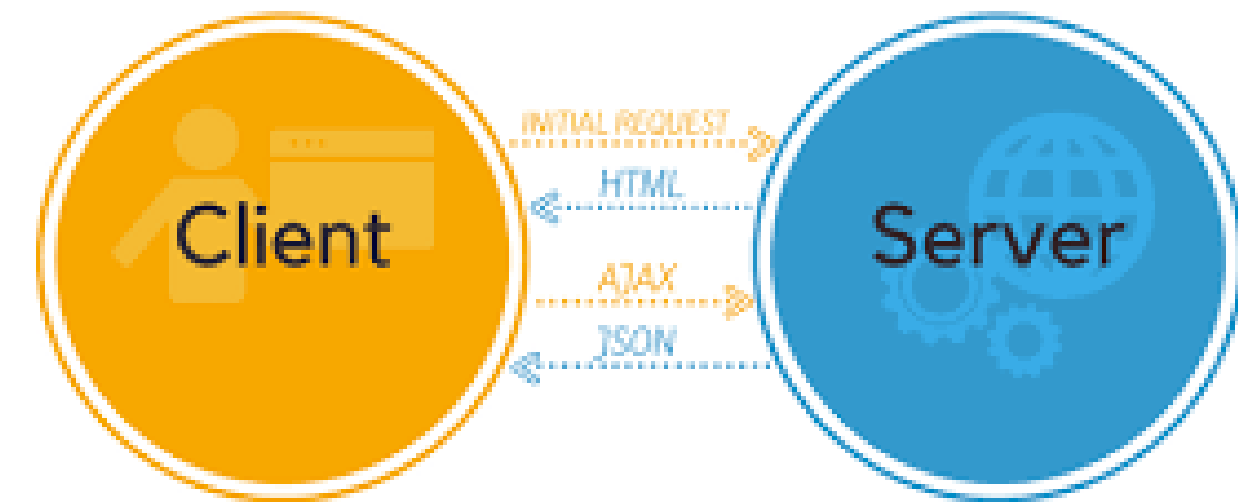 Client
INITIAL REQUEST
HTML
AJAX
JSON
Server